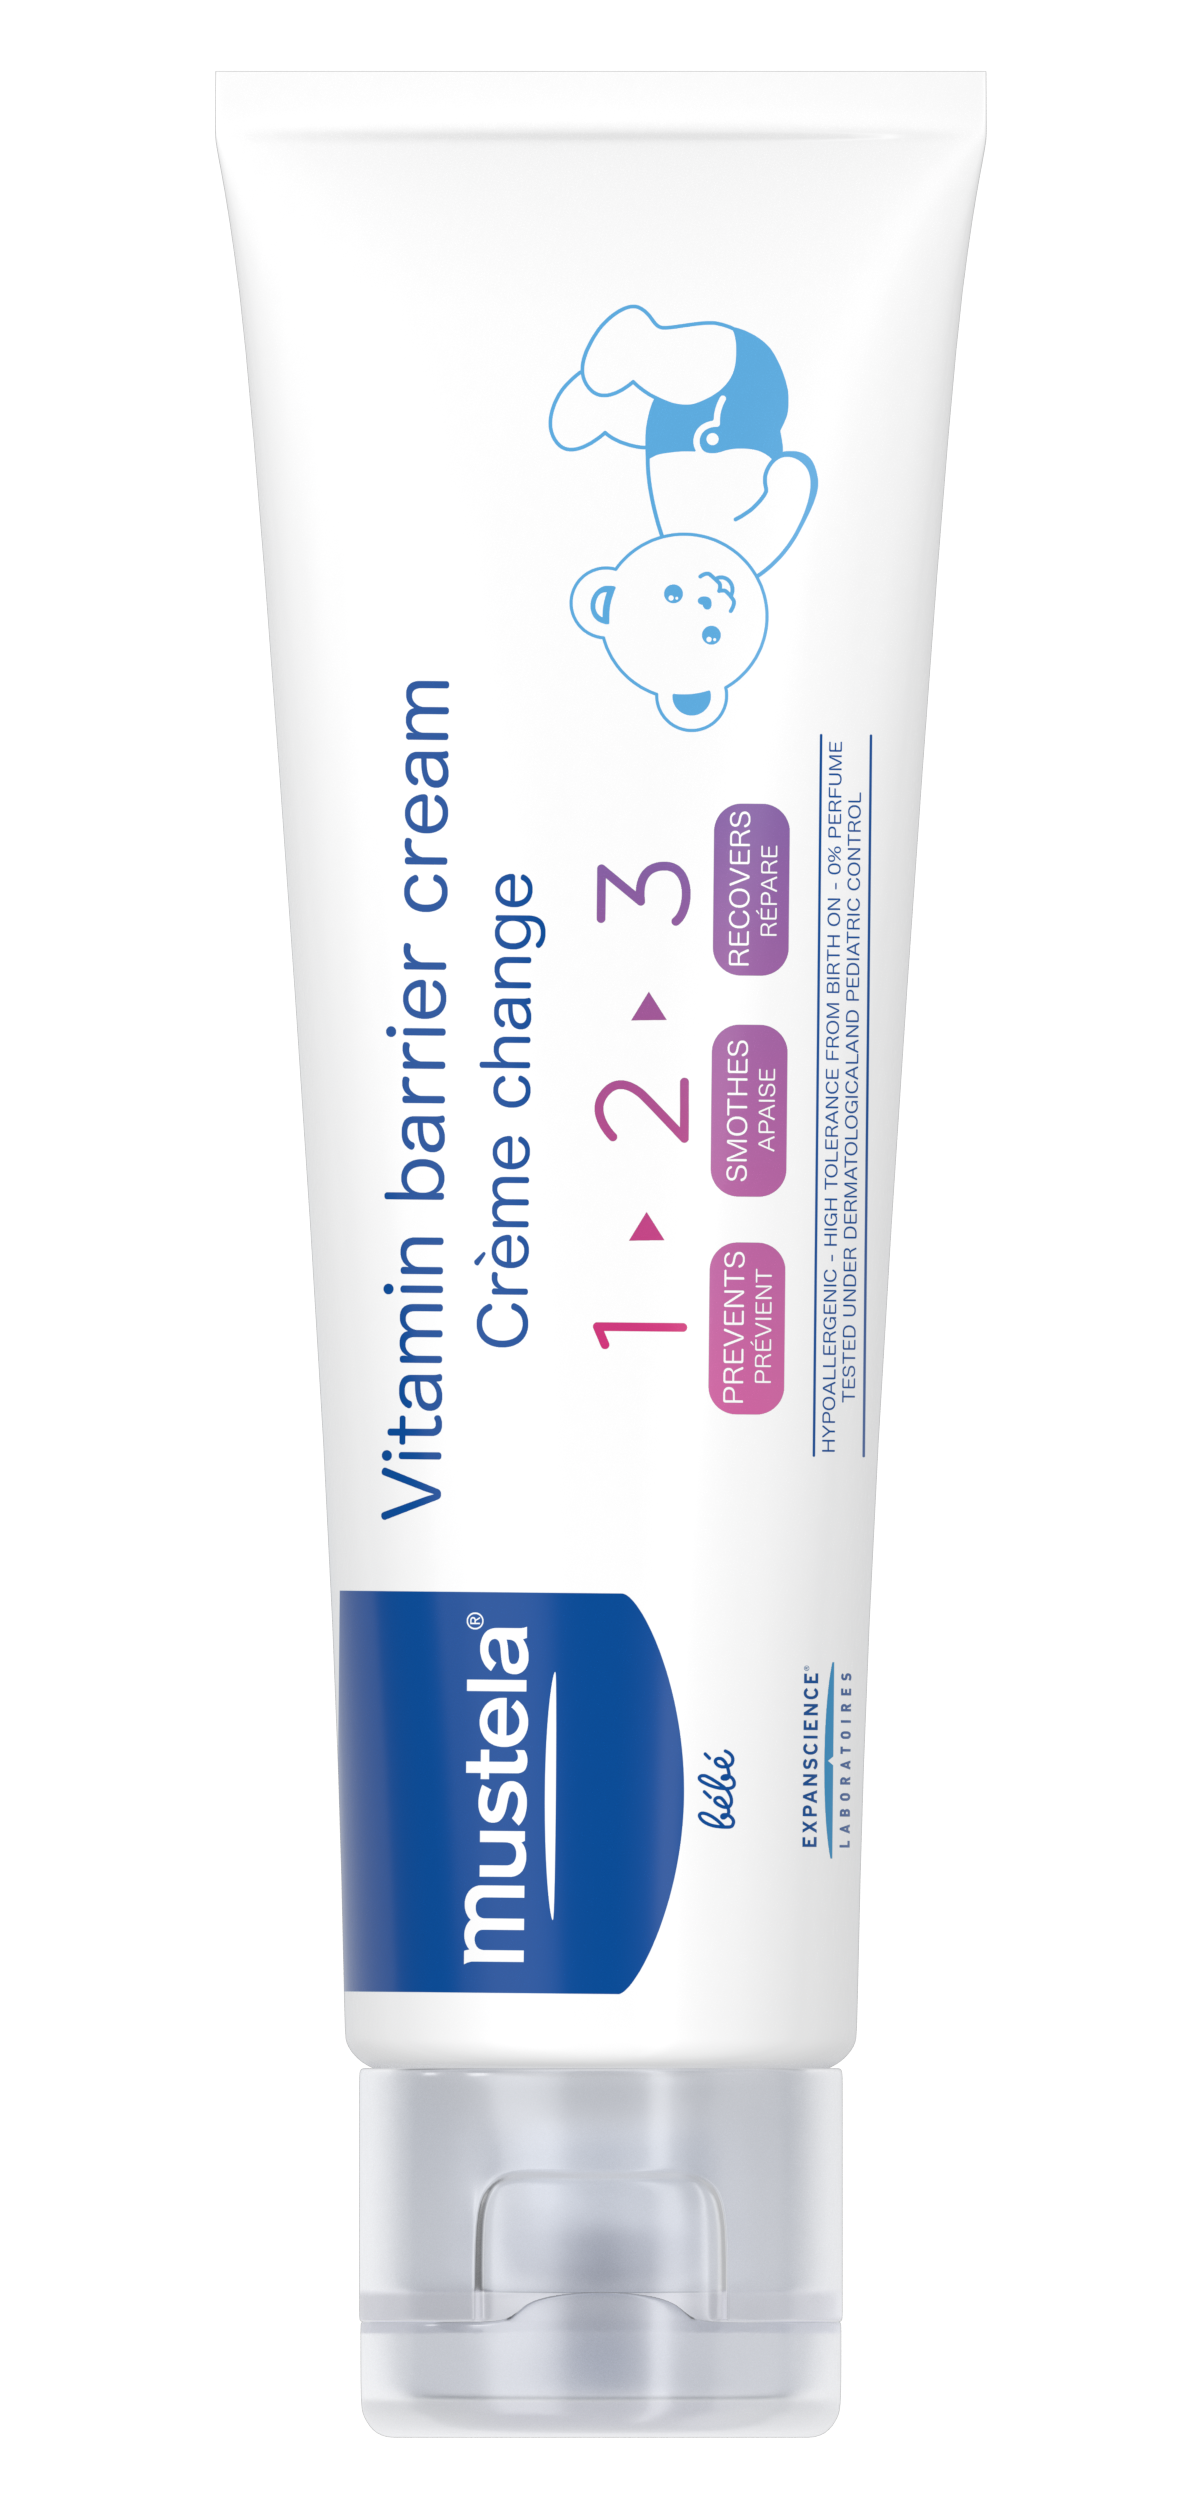 mustela®
bébé
EXPANSCIENCE®
LABORATOIRES
Vitamin barrier cream
Crème change
1 ▶ 2 ▶ 3
PREVENTS
PRÉVIENT
SMOTHES
APAISE
RECOVERS
RÉPARE
HYPOALLERGENIC - HIGH TOLERANCE FROM BIRTH ON - 0% PERFUME
TESTED UNDER DERMATOLOGICALAND PEDIATRIC CONTROL